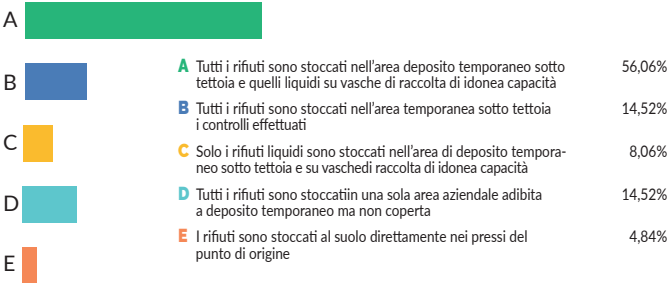 A
B
C
D
E
A Tutti i rifiuti sono stoccati nell'area deposito temporaneo sotto 56,06%
tettoia e quelli liquidi su vasche di raccolta di idonea capacità
B Tutti i rifiuti sono stoccati nell'area temporanea sotto tettoia 14,52%
i controlli effettuati
C Solo i rifiuti liquidi sono stoccati nell'area di deposito tempora- 8,06%
neo sotto tettoia e su vaschedi raccolta di idonea capacità
D Tutti i rifiuti sono stoccatiin una sola area aziendale adibita 14,52%
a deposito temporaneo ma non coperta
E I rifiuti sono stoccati al suolo direttamente nei pressi del 4,84%
punto di origine